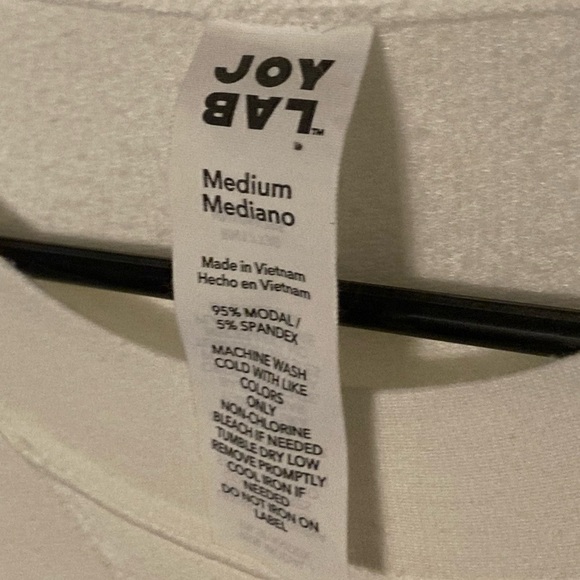 JOY
LAB™
Medium
Mediano
Made in Vietnam
Hecho en Vietnam
95% MODAL/
5% SPANDEX
MACHINE WASH
COLD WITH LIKE
COLORS
ONLY
NON-CHLORINE
BLEACH IF NEEDED
TUMBLE DRY LOW
REMOVE PROMPTLY
COOL IRON IF
NEEDED
DO NOT IRON ON
LABEL